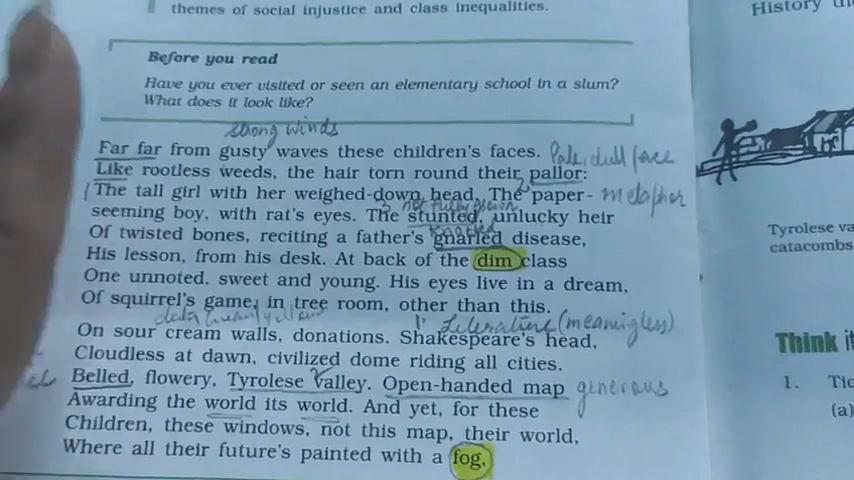 themes of social injustice and class inequalities.
History
Before you read
Have you ever visited or seen an elementary school in a slum?
What does it look like?
strong winds
Far far from gusty waves these children's faces. Pale, dull face
Like rootless weeds, the hair torn round their pallor:
The tall girl with her weighed-down head. The paper- metaphor
not fully grown
seeming boy, with rat's eyes. The stunted, unlucky heir
Of twisted bones, reciting a father's gnarled disease,
His lesson, from his desk. At back of the dim class
One unnoted, sweet and young. His eyes live in a dream,
Of squirrel's game, in tree room, other than this.
Literature (meaningless)
On sour cream walls, donations. Shakespeare's head,
Cloudless at dawn, civilized dome riding all cities.
Belled, flowery, Tyrolese valley. Open-handed map generous
Awarding the world its world. And yet, for these
Children, these windows, not this map, their world,
Where all their future's painted with a fog,
Tyrolese va
catacombs
Think it
1. Tic
(a)